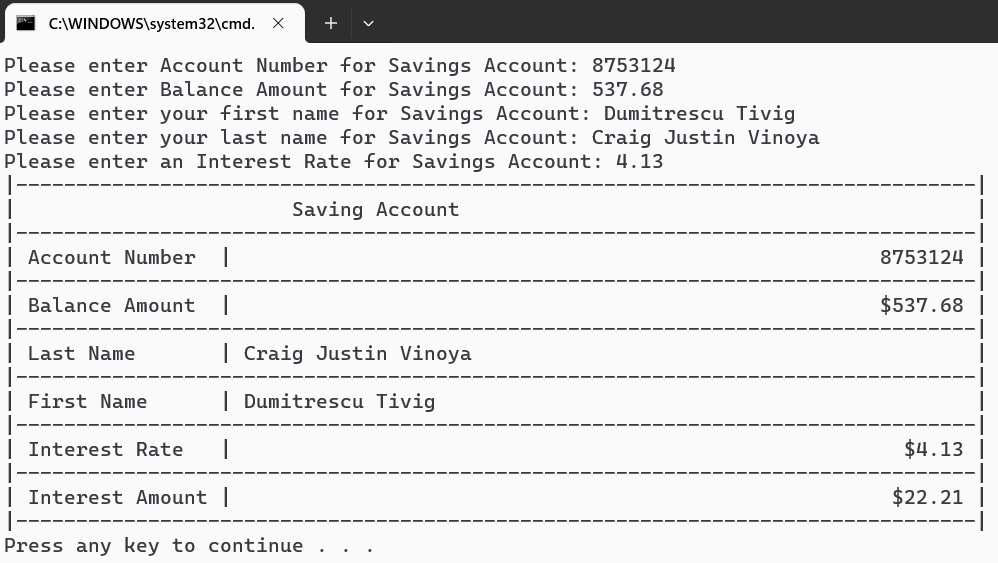 C:\WINDOWS\system32\cmd.
Please enter Account Number for Savings Account: 8753124
Please enter Balance Amount for Savings Account: 537.68
Please enter your first name for Savings Account: Dumitrescu Tivig
Please enter your last name for Savings Account: Craig Justin Vinoya
Please enter an Interest Rate for Savings Account: 4.13
|--------------------------------------------------------------------------------|
| Saving Account |
|--------------------------------------------------------------------------------|
| Account Number | 8753124 |
|--------------------------------------------------------------------------------|
| Balance Amount | $537.68 |
|--------------------------------------------------------------------------------|
| Last Name | Craig Justin Vinoya |
|--------------------------------------------------------------------------------|
| First Name | Dumitrescu Tivig |
|--------------------------------------------------------------------------------|
| Interest Rate | $4.13 |
|--------------------------------------------------------------------------------|
| Interest Amount | $22.21 |
|--------------------------------------------------------------------------------|
Press any key to continue . . .